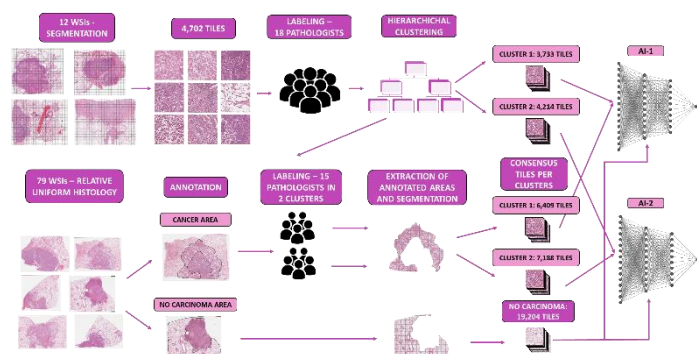 12 WSIs -
SEGMENTATION
4,702 TILES
LABELING –
18 PATHOLOGISTS
HIERARCHICHAL
CLUSTERING
CLUSTER 1: 3,733 TILES
CLUSTER 2: 4,214 TILES
AI-1
79 WSIs – RELATIVE
UNIFORM HISTOLOGY
ANNOTATION
CANCER AREA
NO CARCINOMA AREA
LABELING – 15
PATHOLOGISTS IN
2 CLUSTERS
EXTRACTION OF
ANNOTATED AREAS
AND SEGMENTATION
CONSENSUS
TILES PER
CLUSTERS
CLUSTER 1: 6,409 TILES
CLUSTER 2: 7,188 TILES
NO CARCINOMA:
19,204 TILES
AI-2